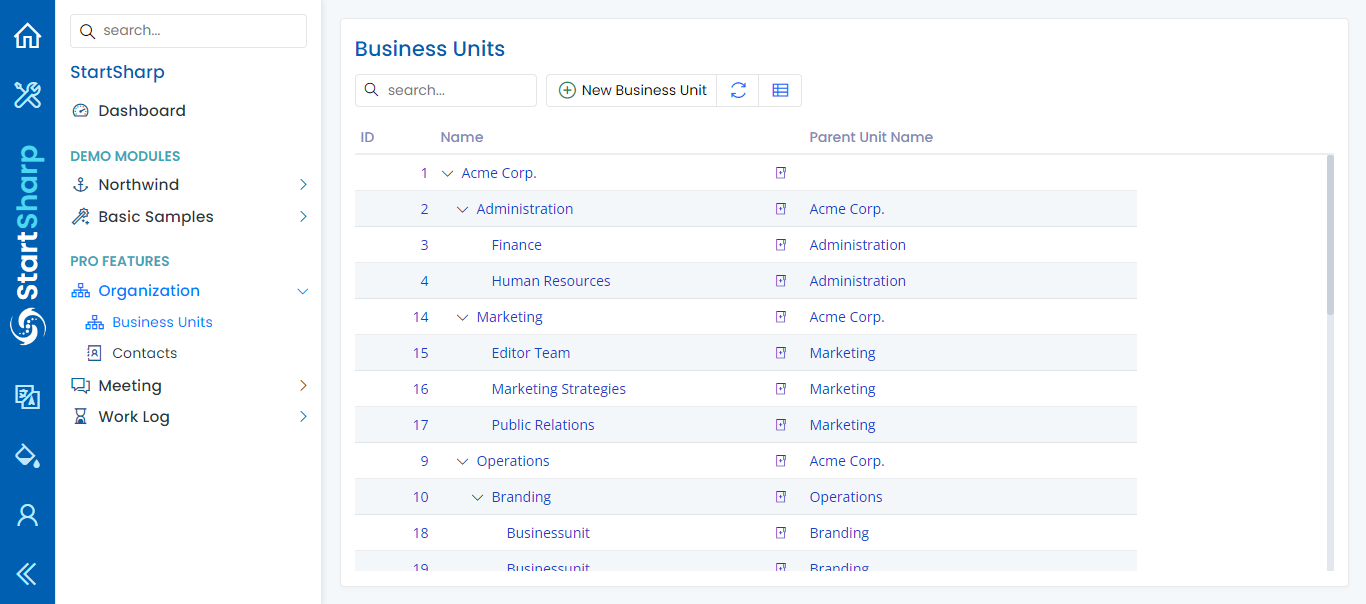 StartSharp
search...
StartSharp
Dashboard
DEMO MODULES
Northwind
Basic Samples
PRO FEATURES
Organization
Business Units
Contacts
Meeting
Work Log
Business Units
search... New Business Unit
ID Name Parent Unit Name
1 Acme Corp.
2 Administration Acme Corp.
3 Finance Administration
4 Human Resources Administration
14 Marketing Acme Corp.
15 Editor Team Marketing
16 Marketing Strategies Marketing
17 Public Relations Marketing
9 Operations Acme Corp.
10 Branding Operations
18 Businessunit Branding
19 Businessunit Branding